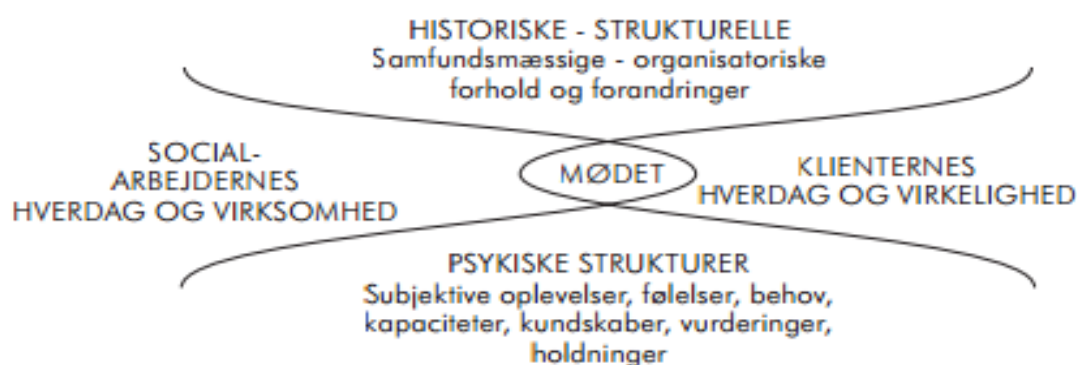 HISTORISKE - STRUKTURELLE
Samfundsmæssige - organisatoriske
forhold og forandringer
SOCIAL-
ARBEJDERNES
HVERDAG OG VIRKSOMHED
MØDET
KLIENTERNES
HVERDAG OG VIRKELIGHED
PSYKISKE STRUKTURER
Subjektive oplevelser, følelser, behov,
kapaciteter, kundskaber, vurderinger,
holdninger